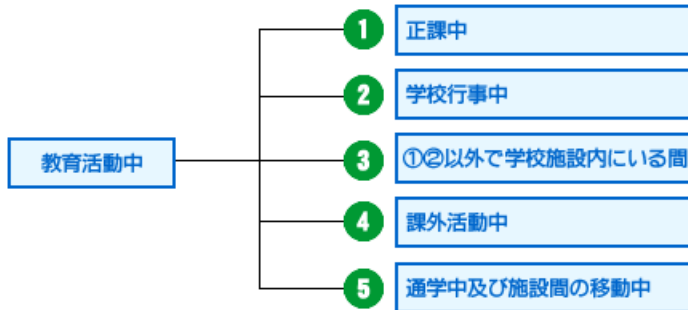 1 正課中
2 学校行事中
教育活動中
3 ①②以外で学校施設内にいる間
4 課外活動中
5 通学中及び施設間の移動中